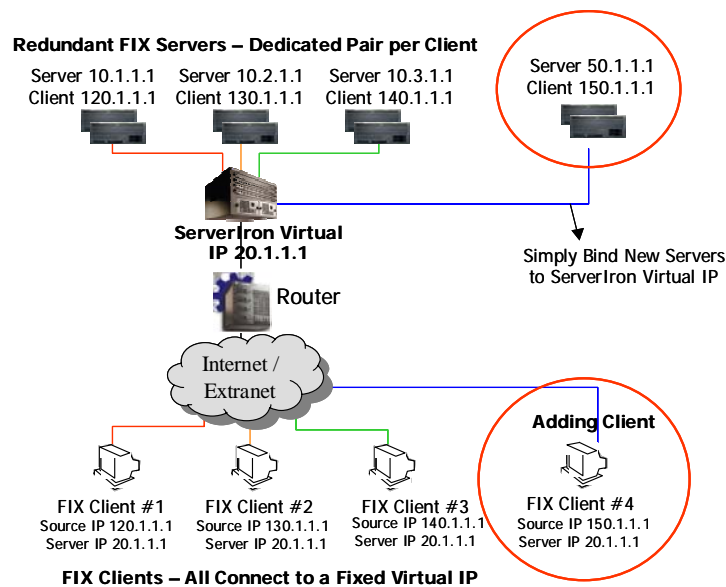 Redundant FIX Servers – Dedicated Pair per Client
Server 10.1.1.1
Client 120.1.1.1
Server 10.2.1.1
Client 130.1.1.1
Server 10.3.1.1
Client 140.1.1.1
Server 50.1.1.1
Client 150.1.1.1
ServerIron Virtual
IP 20.1.1.1
Simply Bind New Servers
to ServerIron Virtual IP
Router
Internet /
Extranet
Adding Client
FIX Client #1
Source IP 120.1.1.1
Server IP 20.1.1.1
FIX Client #2
Source IP 130.1.1.1
Server IP 20.1.1.1
FIX Client #3
Source IP 140.1.1.1
Server IP 20.1.1.1
FIX Client #4
Source IP 150.1.1.1
Server IP 20.1.1.1
FIX Clients – All Connect to a Fixed Virtual IP